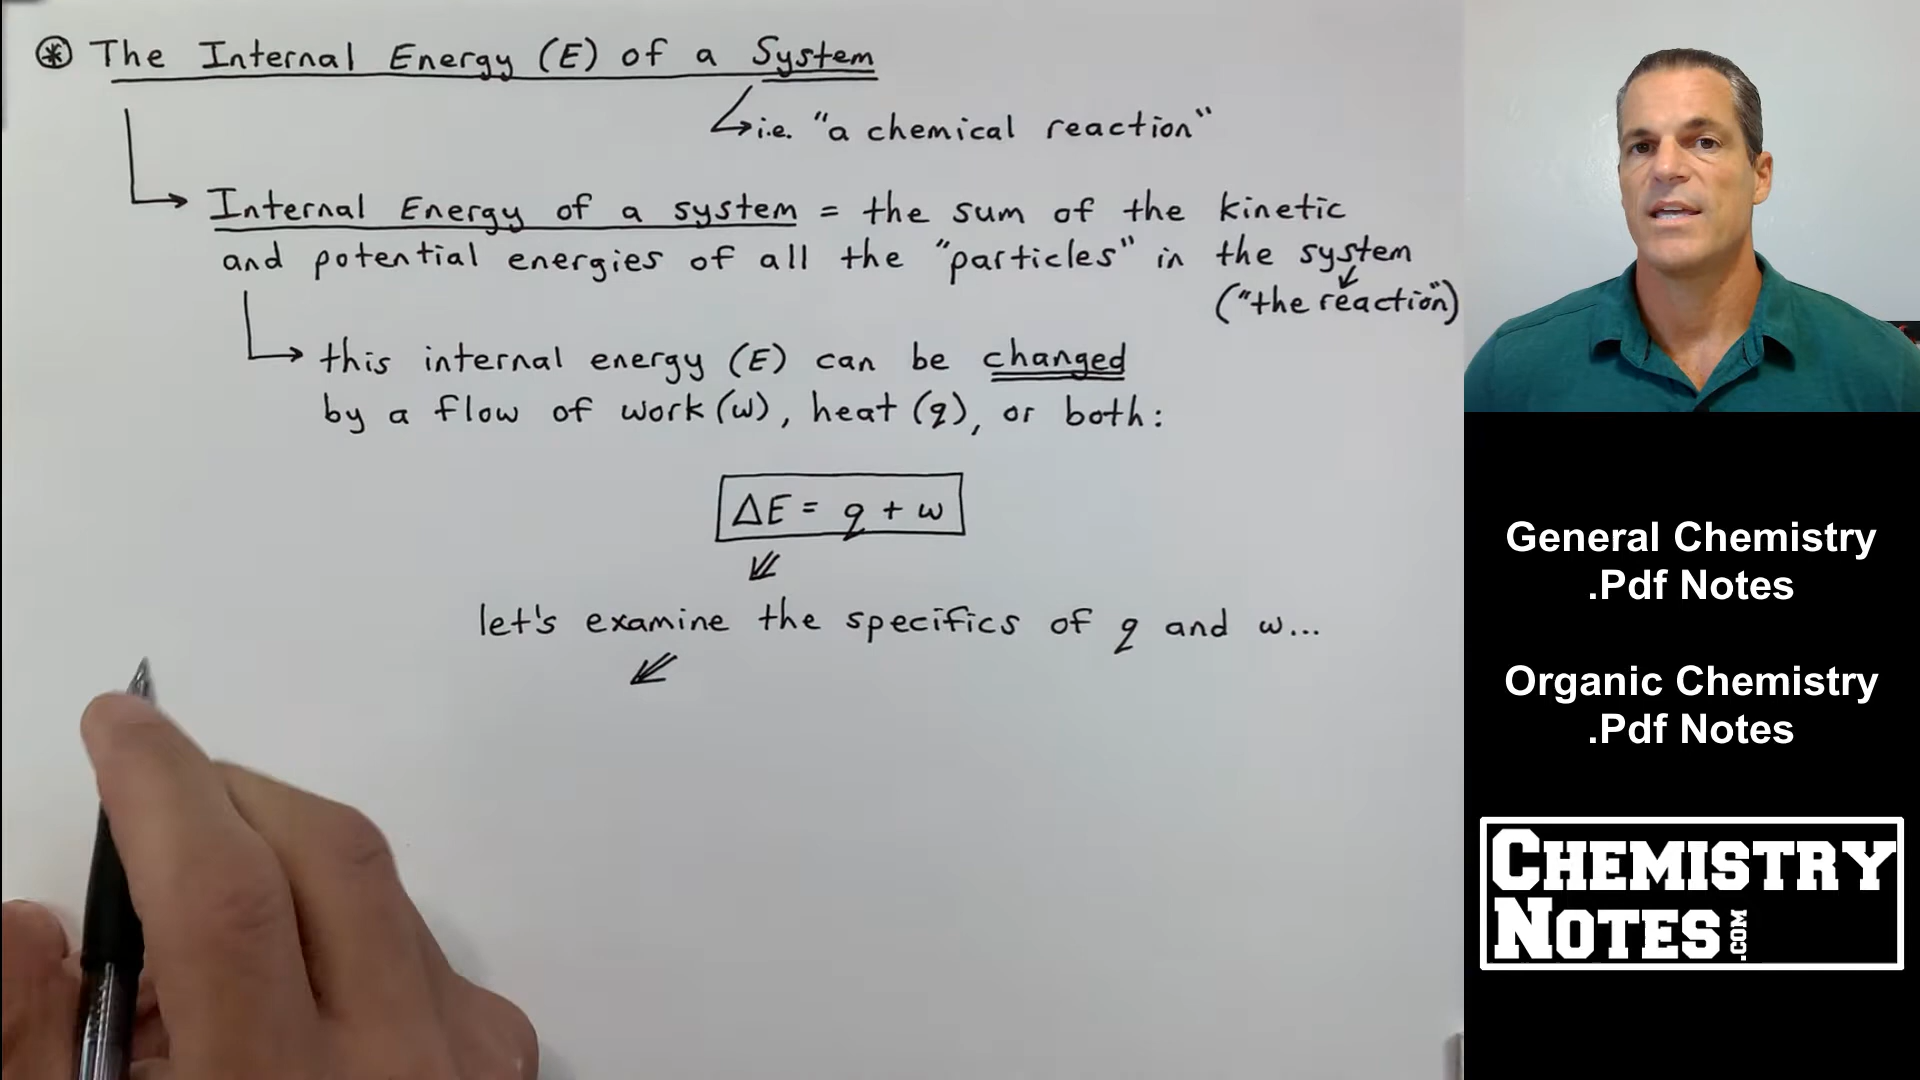 ⊛ The Internal Energy (E) of a System
i.e. "a chemical reaction"
Internal Energy of a system = the sum of the kinetic
and potential energies of all the "particles" in the system
("the reaction")
this internal energy (E) can be changed
by a flow of work (w), heat (q), or both:
ΔE = q + w
let's examine the specifics of q and w...
General Chemistry
.Pdf Notes
Organic Chemistry
.Pdf Notes
CHEMISTRY
NOTES.COM